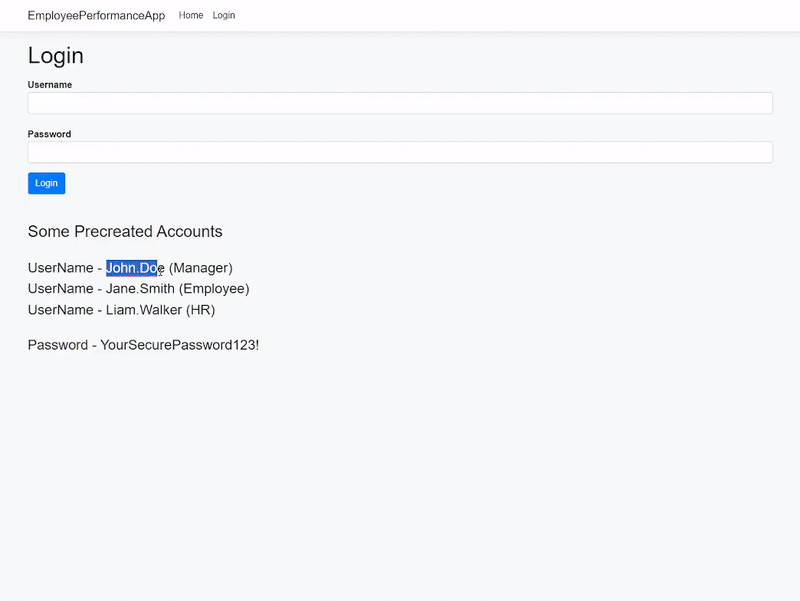 EmployeePerformanceApp Home Login
Login
Username
Password
Login
Some Precreated Accounts
UserName - John.Doe (Manager)
UserName - Jane.Smith (Employee)
UserName - Liam.Walker (HR)
Password - YourSecurePassword123!